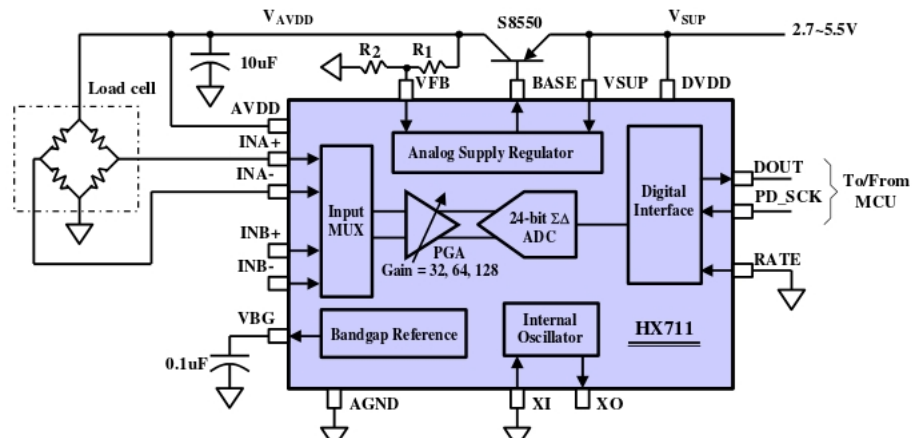 VAVDD
S8550
VSUP
2.7~5.5V
R2
R1
10uF
VFB
BASE
VSUP
DVDD
Load cell
AVDD
INA+
INA-
INB+
INB-
VBG
0.1uF
Analog Supply Regulator
Input
MUX
PGA
Gain = 32, 64, 128
24-bit ΣΔ
ADC
Digital
Interface
DOUT
PD_SCK
To/From
MCU
RATE
Bandgap Reference
Internal
Oscillator
HX711
AGND
XI
XO